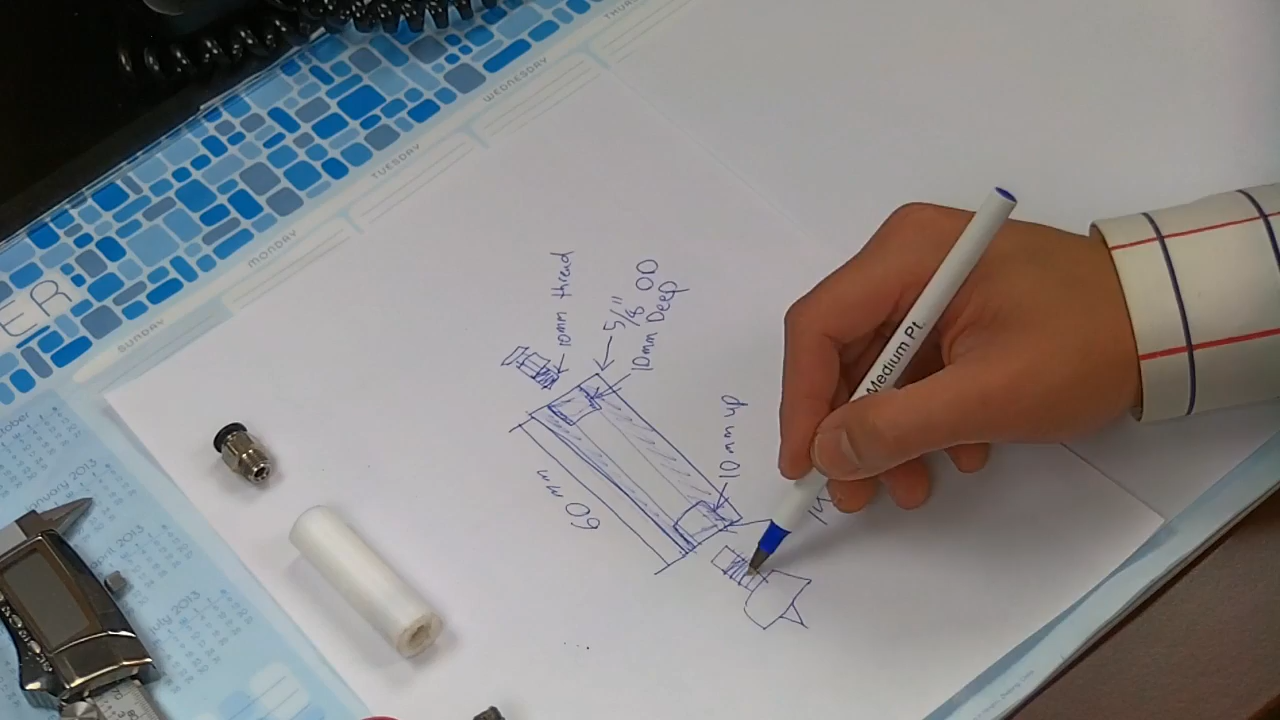 THURS
WEDNESDAY
TUESDAY
MONDAY
SUNDAY
ER
10mm thread
5/8" OD
10mm Deep
10mm up
60mm
Medium Pt.
January 2013
April 2013
July 2013